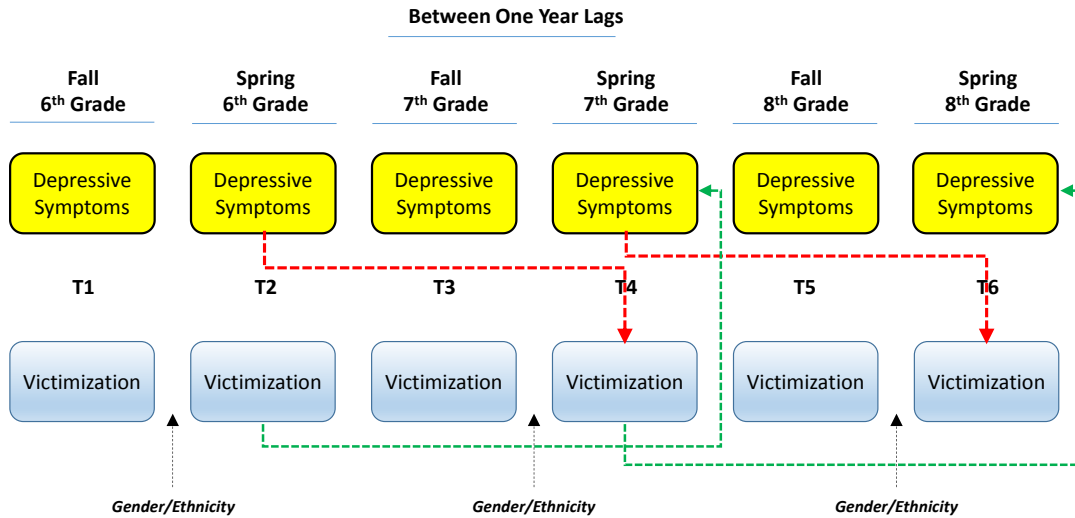 Between One Year Lags
Fall
6th Grade
Spring
6th Grade
Fall
7th Grade
Spring
7th Grade
Fall
8th Grade
Spring
8th Grade
Depressive
Symptoms
Depressive
Symptoms
Depressive
Symptoms
Depressive
Symptoms
Depressive
Symptoms
Depressive
Symptoms
T1
T2
T3
T4
T5
T6
Victimization
Victimization
Victimization
Victimization
Victimization
Victimization
Gender/Ethnicity
Gender/Ethnicity
Gender/Ethnicity